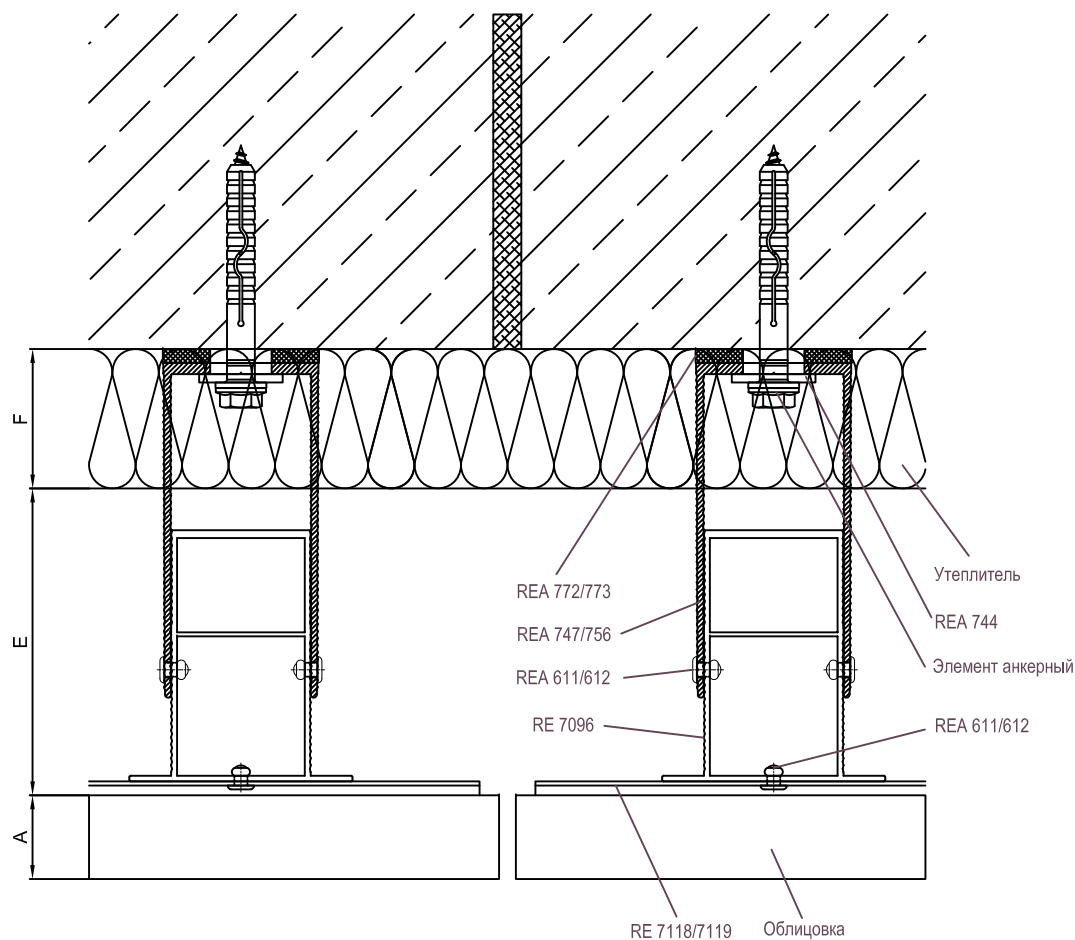 F
E
A
REA 772/773
REA 747/756
REA 611/612
RE 7096
Утеплитель
REA 744
Элемент анкерный
REA 611/612
RE 7118/7119
Облицовка